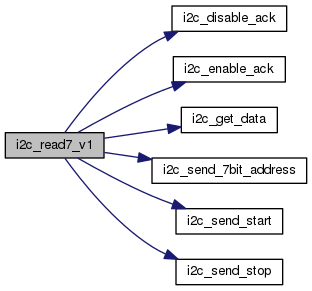 i2c_disable_ack
i2c_enable_ack
i2c_get_data
i2c_read7_v1
i2c_send_7bit_address
i2c_send_start
i2c_send_stop